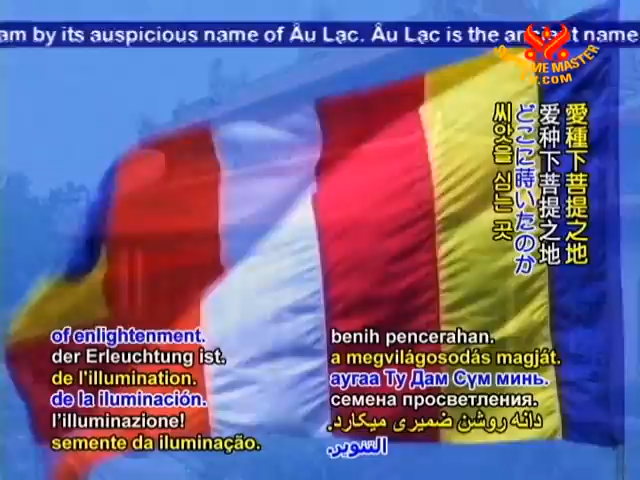 am by its auspicious name of Âu Lạc. Âu Lạc is the ancient name
SUPREME MASTER
TV.COM
愛種下菩提之地
爱种下菩提之地
どこに蒔いたのか
씨앗을 심는 곳
of enlightenment.
der Erleuchtung ist.
de l'illumination.
de la iluminación.
l'illuminazione!
semente da iluminação.
benih pencerahan.
a megvilágosodás magját.
аугаа Ту Дам Сүм минь.
семена просветления.
دانه روشن ضمیری میکارد.
التنوير.